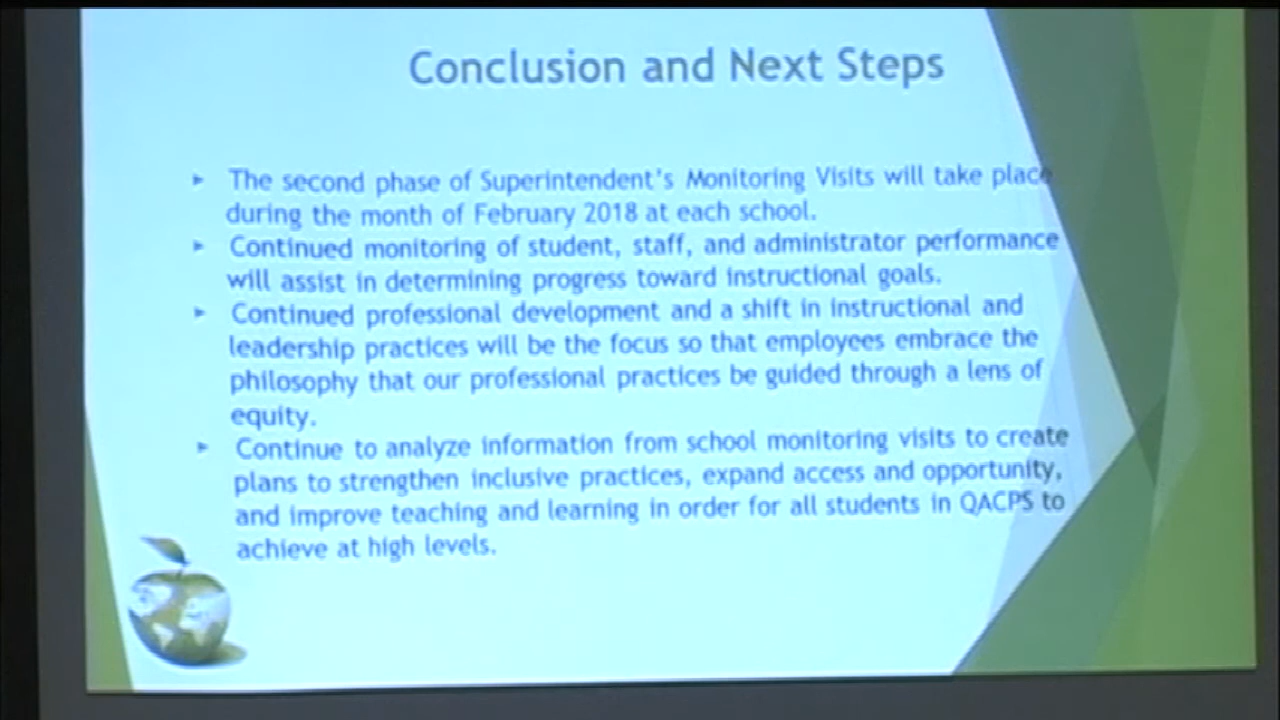 Conclusion and Next Steps
► The second phase of Superintendent's Monitoring Visits will take place
during the month of February 2018 at each school.
► Continued monitoring of student, staff, and administrator performance
will assist in determining progress toward instructional goals.
► Continued professional development and a shift in instructional and
leadership practices will be the focus so that employees embrace the
philosophy that our professional practices be guided through a lens of
equity.
► Continue to analyze information from school monitoring visits to create
plans to strengthen inclusive practices, expand access and opportunity,
and improve teaching and learning in order for all students in QACPS to
achieve at high levels.